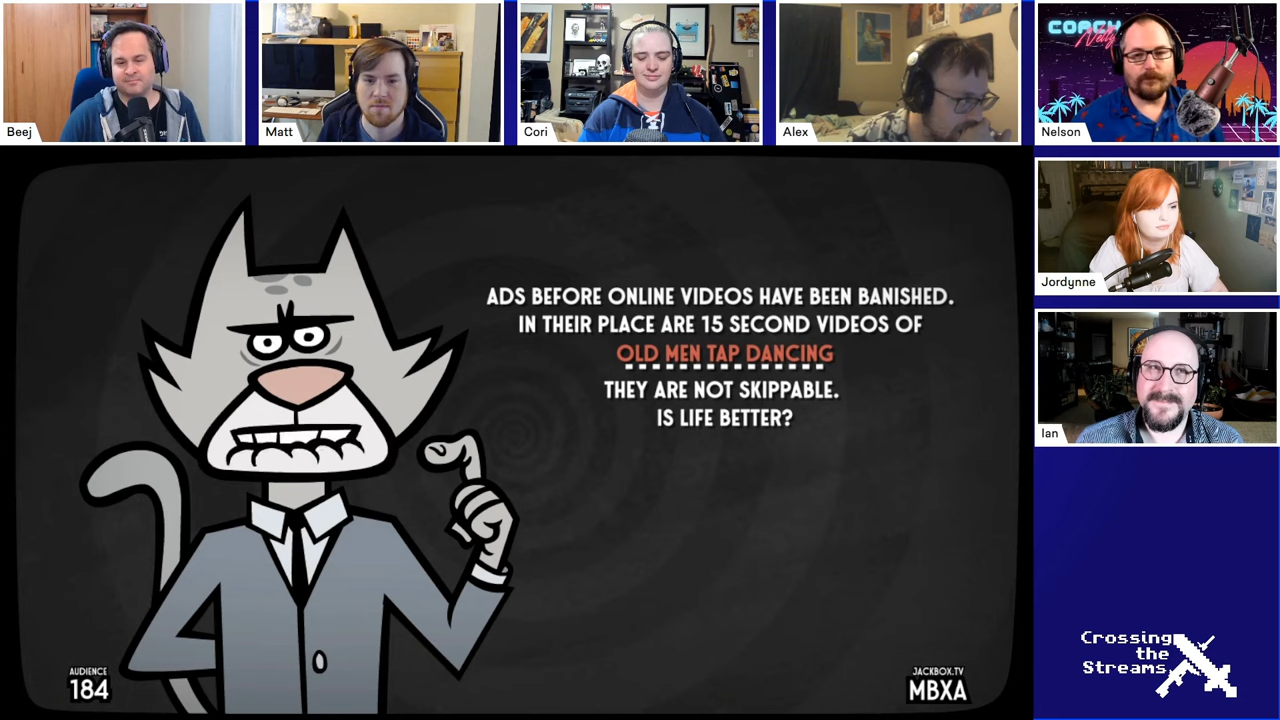 Beej
Matt
Cori
Alex
COACH
Nelly
Nelson
Jordynne
Ian
ADS BEFORE ONLINE VIDEOS HAVE BEEN BANISHED.
IN THEIR PLACE ARE 15 SECOND VIDEOS OF
OLD MEN TAP DANCING
THEY ARE NOT SKIPPABLE.
IS LIFE BETTER?
AUDIENCE
184
JACKBOX.TV
MBXA
Crossing
the
Streams